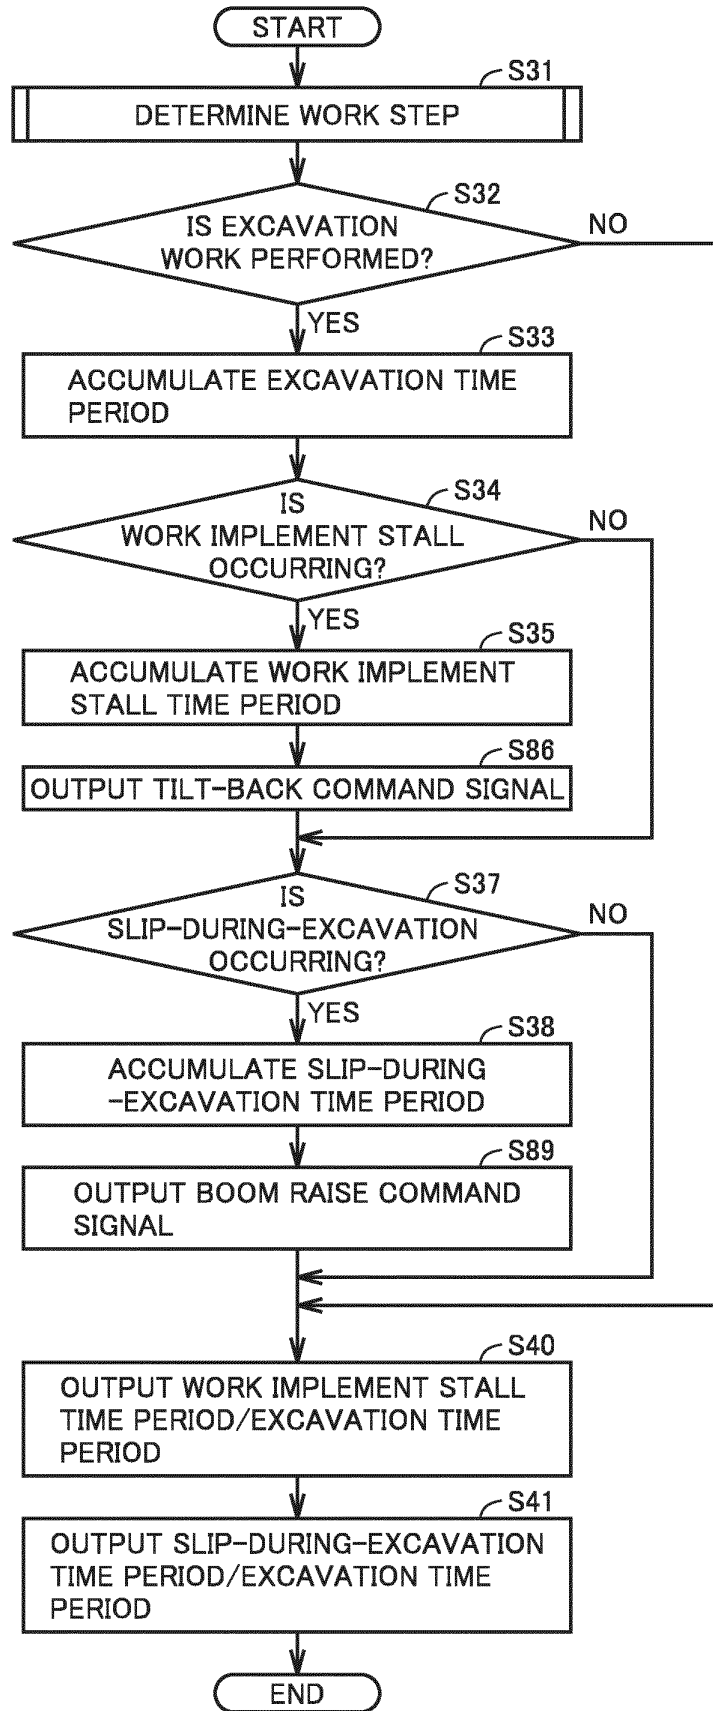 START
S31
DETERMINE WORK STEP
S32
IS EXCAVATION
WORK PERFORMED?
NO
YES
S33
ACCUMULATE EXCAVATION TIME
PERIOD
S34
IS
WORK IMPLEMENT STALL
OCCURRING?
NO
YES
S35
ACCUMULATE WORK IMPLEMENT
STALL TIME PERIOD
S86
OUTPUT TILT-BACK COMMAND SIGNAL
S37
IS
SLIP-DURING-EXCAVATION
OCCURRING?
NO
YES
S38
ACCUMULATE SLIP-DURING
-EXCAVATION TIME PERIOD
S89
OUTPUT BOOM RAISE COMMAND
SIGNAL
S40
OUTPUT WORK IMPLEMENT STALL
TIME PERIOD/EXCAVATION TIME
PERIOD
S41
OUTPUT SLIP-DURING-EXCAVATION
TIME PERIOD/EXCAVATION TIME
PERIOD
END